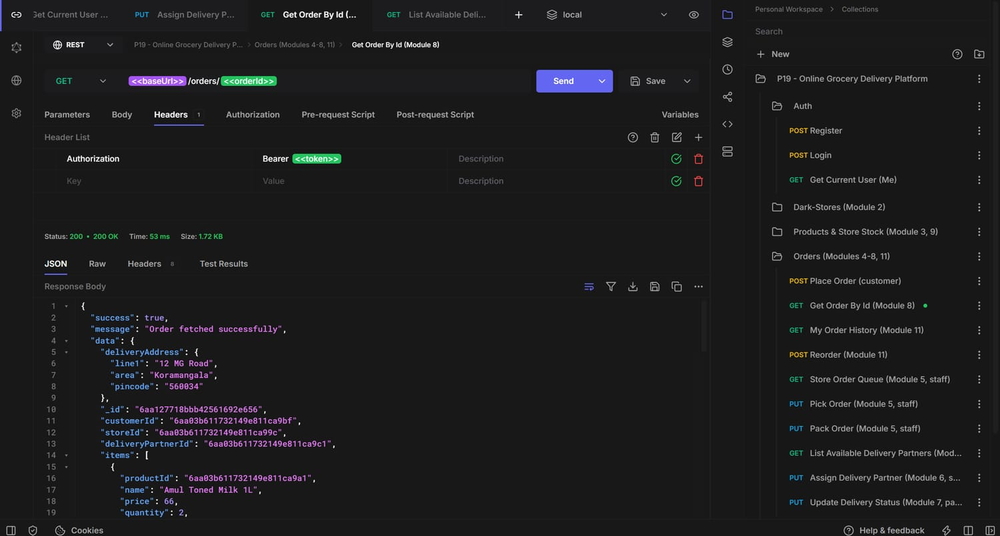 Get Current User ...
PUT Assign Delivery P...
GET Get Order By Id (...
GET List Available Deli...
local
REST
P19 - Online Grocery Delivery P... > Orders (Modules 4-8, 11) > Get Order By Id (Module 8)
GET
<<baseUrl>>/orders/<<orderId>>
Send
Save
Parameters
Body
Headers 1
Authorization
Pre-request Script
Post-request Script
Variables
Header List
Authorization Bearer <<token>> Description
Key Value Description
Status: 200 • 200 OK Time: 53 ms Size: 1.72 KB
JSON
Raw
Headers 8
Test Results
Response Body
1 {
2 "success": true,
3 "message": "Order fetched successfully",
4 "data": {
5 "deliveryAddress": {
6 "line1": "12 MG Road",
7 "area": "Koramangala",
8 "pincode": "560034"
9 },
10 "_id": "6aa127718bbb42561692e656",
11 "customerId": "6aa03b611732149e811ca9bf",
12 "storeId": "6aa03b611732149e811ca99c",
13 "deliveryPartnerId": "6aa03b611732149e811ca9c1",
14 "items": [
15 {
16 "productId": "6aa03b611732149e811ca9a1",
17 "name": "Amul Toned Milk 1L",
18 "price": 66,
19 "quantity": 2,
Personal Workspace > Collections
Search
New
P19 - Online Grocery Delivery Platform
Auth
POST Register
POST Login
GET Get Current User (Me)
Dark-Stores (Module 2)
Products & Store Stock (Module 3, 9)
Orders (Modules 4-8, 11)
POST Place Order (customer)
GET Get Order By Id (Module 8)
GET My Order History (Module 11)
POST Reorder (Module 11)
GET Store Order Queue (Module 5, staff)
PUT Pick Order (Module 5, staff)
PUT Pack Order (Module 5, staff)
GET List Available Delivery Partners (Mod...
PUT Assign Delivery Partner (Module 6, s...
PUT Update Delivery Status (Module 7, pa...
Cookies
Help & feedback